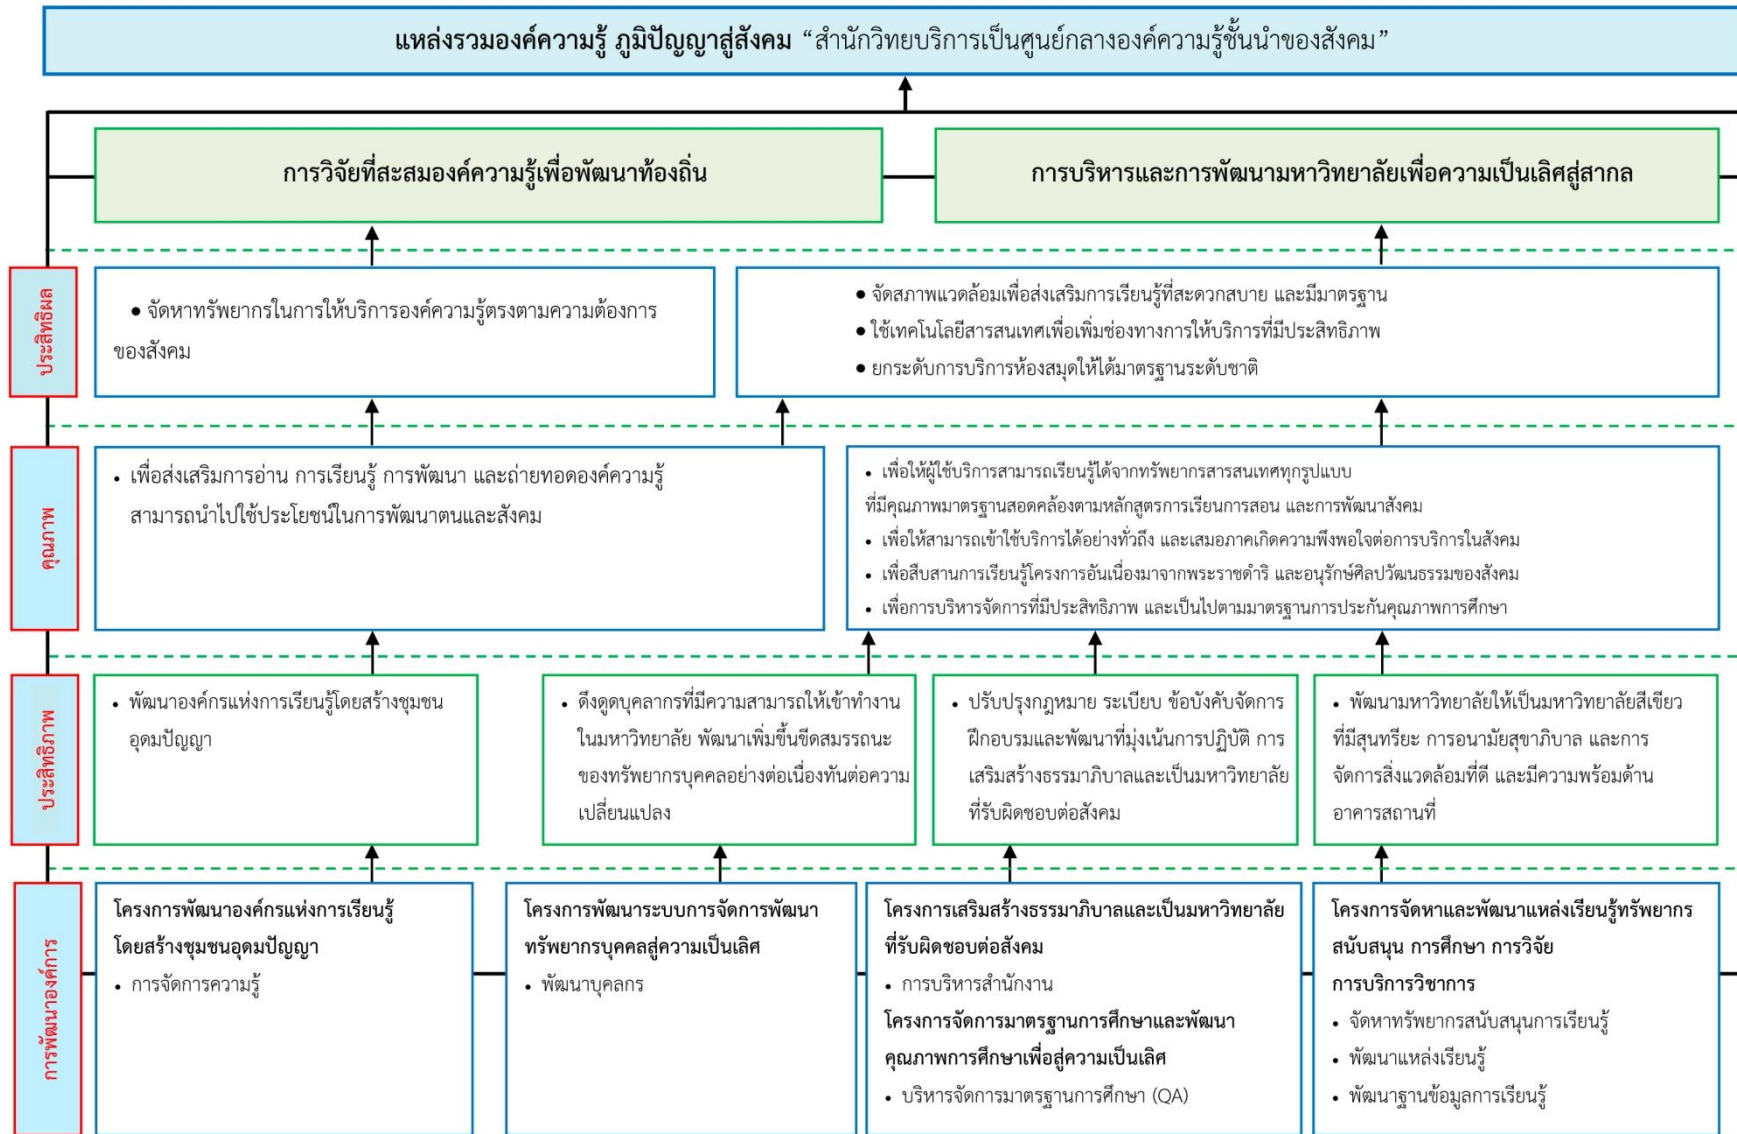 แหล่งรวมองค์ความรู้ ภูมิปัญญาสู่สังคม “สำนักวิทยบริการเป็นศูนย์กลางองค์ความรู้ชั้นนำของสังคม”
การวิจัยที่สะสมองค์ความรู้เพื่อพัฒนาท้องถิ่น
การบริหารและการพัฒนามหาวิทยาลัยเพื่อความเป็นเลิศสู่สากล
ประสิทธิผล
● จัดหาทรัพยากรในการให้บริการองค์ความรู้ตรงตามความต้องการ
ของสังคม
● จัดสภาพแวดล้อมเพื่อส่งเสริมการเรียนรู้ที่สะดวกสบาย และมีมาตรฐาน
● ใช้เทคโนโลยีสารสนเทศเพื่อเพิ่มช่องทางการให้บริการที่มีประสิทธิภาพ
● ยกระดับการบริการห้องสมุดให้ได้มาตรฐานระดับชาติ
คุณภาพ
• เพื่อส่งเสริมการอ่าน การเรียนรู้ การพัฒนา และถ่ายทอดองค์ความรู้
สามารถนำไปใช้ประโยชน์ในการพัฒนาตนและสังคม
• เพื่อให้ผู้ใช้บริการสามารถเรียนรู้ได้จากทรัพยากรสารสนเทศทุกรูปแบบ
ที่มีคุณภาพมาตรฐานสอดคล้องตามหลักสูตรการเรียนการสอน และการพัฒนาสังคม
• เพื่อให้สามารถเข้าใช้บริการได้อย่างทั่วถึง และเสมอภาคเกิดความพึงพอใจต่อการบริการในสังคม
• เพื่อสืบสานการเรียนรู้โครงการอันเนื่องมาจากพระราชดำริ และอนุรักษ์ศิลปวัฒนธรรมของสังคม
• เพื่อการบริหารจัดการที่มีประสิทธิภาพ และเป็นไปตามมาตรฐานการประกันคุณภาพการศึกษา
ประสิทธิภาพ
• พัฒนาองค์กรแห่งการเรียนรู้โดยสร้างชุมชน
อุดมปัญญา
• ดึงดูดบุคลากรที่มีความสามารถให้เข้าทำงาน
ในมหาวิทยาลัย พัฒนาเพิ่มขึ้นขีดสมรรถนะ
ของทรัพยากรบุคคลอย่างต่อเนื่องทันต่อความ
เปลี่ยนแปลง
• ปรับปรุงกฎหมาย ระเบียบ ข้อบังคับจัดการ
ฝึกอบรมและพัฒนาที่มุ่งเน้นการปฏิบัติ การ
เสริมสร้างธรรมาภิบาลและเป็นมหาวิทยาลัย
ที่รับผิดชอบต่อสังคม
• พัฒนามหาวิทยาลัยให้เป็นมหาวิทยาลัยสีเขียว
ที่มีสุนทรียะ การอนามัยสุขาภิบาล และการ
จัดการสิ่งแวดล้อมที่ดี และมีความพร้อมด้าน
อาคารสถานที่
การพัฒนาองค์การ
โครงการพัฒนาองค์กรแห่งการเรียนรู้
โดยสร้างชุมชนอุดมปัญญา
• การจัดการความรู้
โครงการพัฒนาระบบการจัดการพัฒนา
ทรัพยากรบุคคลสู่ความเป็นเลิศ
• พัฒนาบุคลากร
โครงการเสริมสร้างธรรมาภิบาลและเป็นมหาวิทยาลัย
ที่รับผิดชอบต่อสังคม
• การบริหารสำนักงาน
โครงการจัดการมาตรฐานการศึกษาและพัฒนา
คุณภาพการศึกษาเพื่อสู่ความเป็นเลิศ
• บริหารจัดการมาตรฐานการศึกษา (QA)
โครงการจัดหาและพัฒนาแหล่งเรียนรู้ทรัพยากร
สนับสนุน การศึกษา การวิจัย
การบริการวิชาการ
• จัดหาทรัพยากรสนับสนุนการเรียนรู้
• พัฒนาแหล่งเรียนรู้
• พัฒนาฐานข้อมูลการเรียนรู้